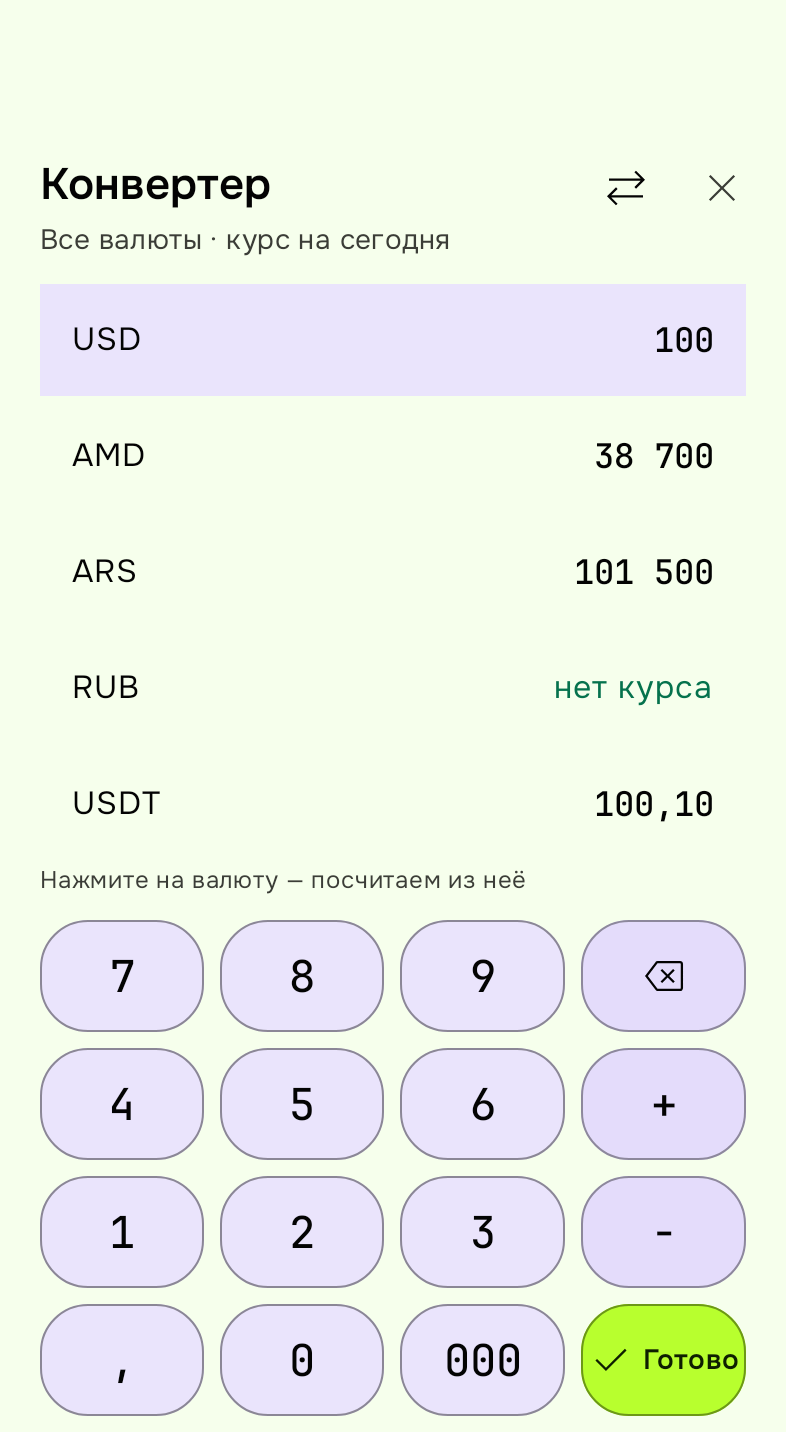 Конвертер
Все валюты · курс на сегодня
USD 100
AMD 38 700
ARS 101 500
RUB нет курса
USDT 100,10
Нажмите на валюту — посчитаем из неё
7 8 9
4 5 6 +
1 2 3 -
, 0 000 Готово